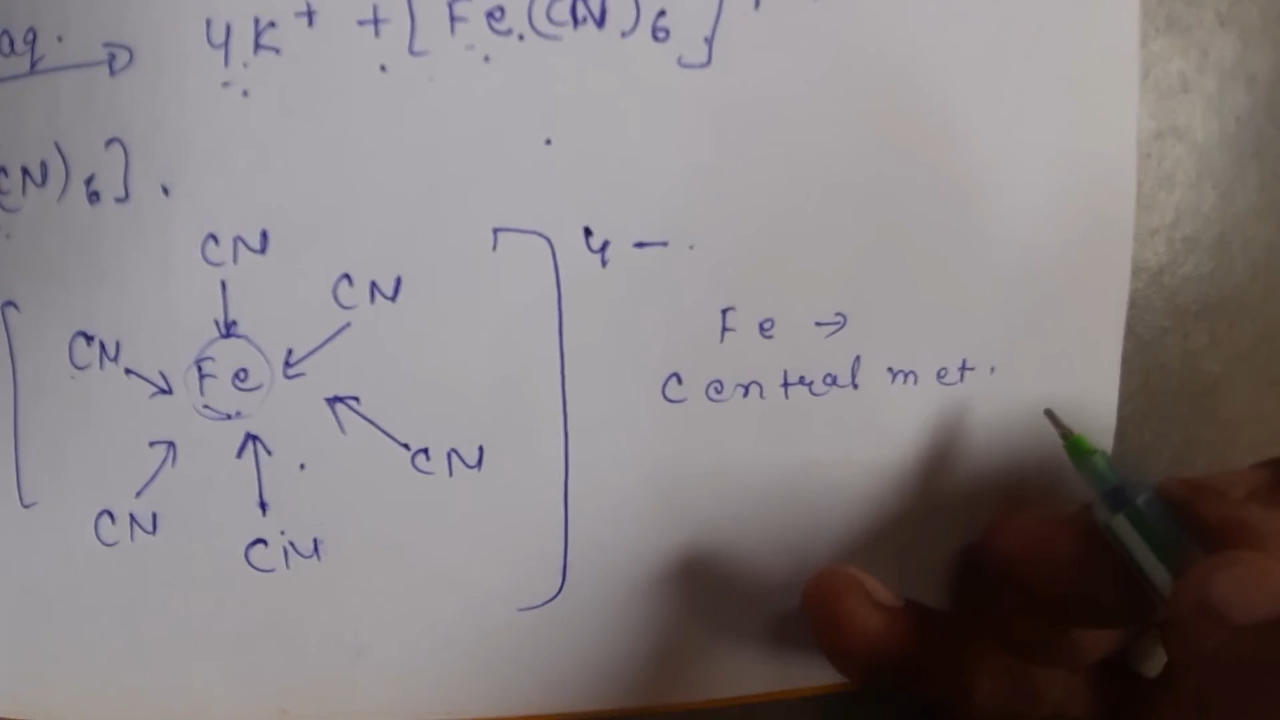 aq. → 4K⁺ + [Fe(CN)6]
CN)6].
CN
CN
4-
CN
Fe
Fe →
Central met.
CN
CN
CN